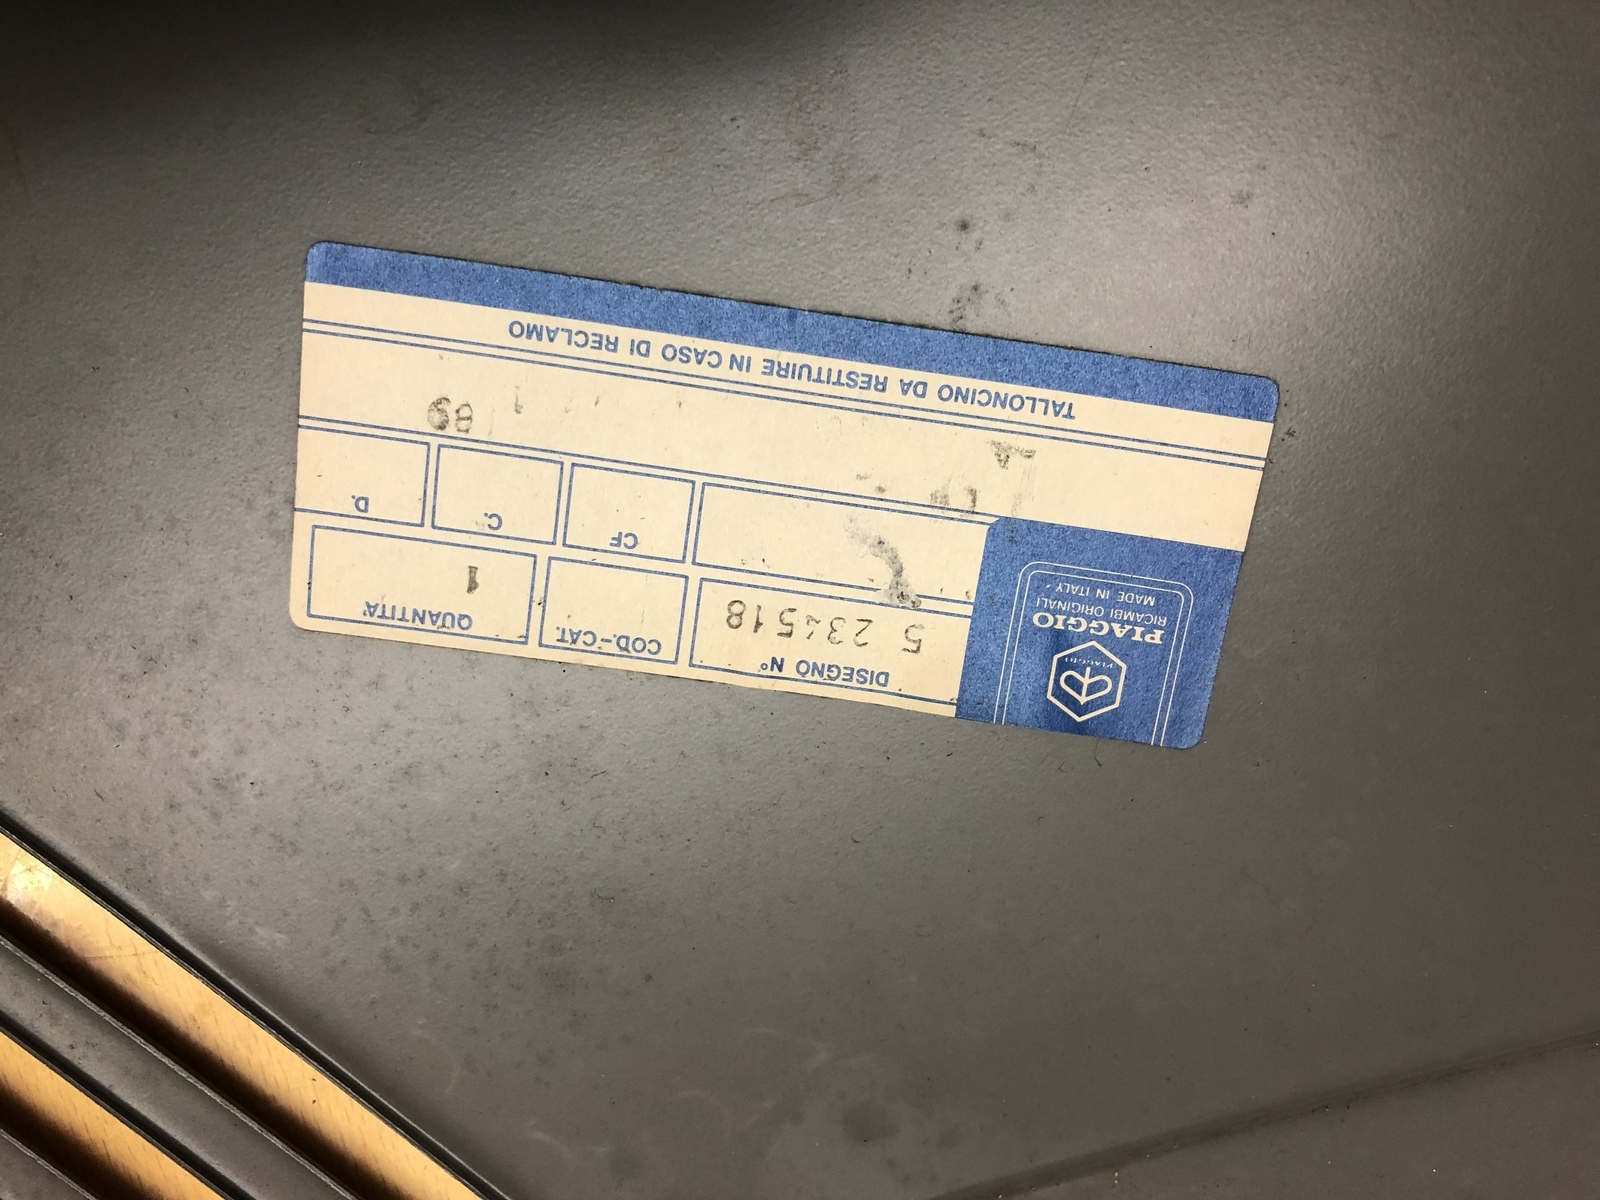 PIAGGIO
PIAGGIO
RICAMBI ORIGINALI
MADE IN ITALY
DISEGNO N°
5 234518
COD.-CAT.
QUANTITA'
1
CF
C.
D.
89
TALLONCINO DA RESTITUIRE IN CASO DI RECLAMO